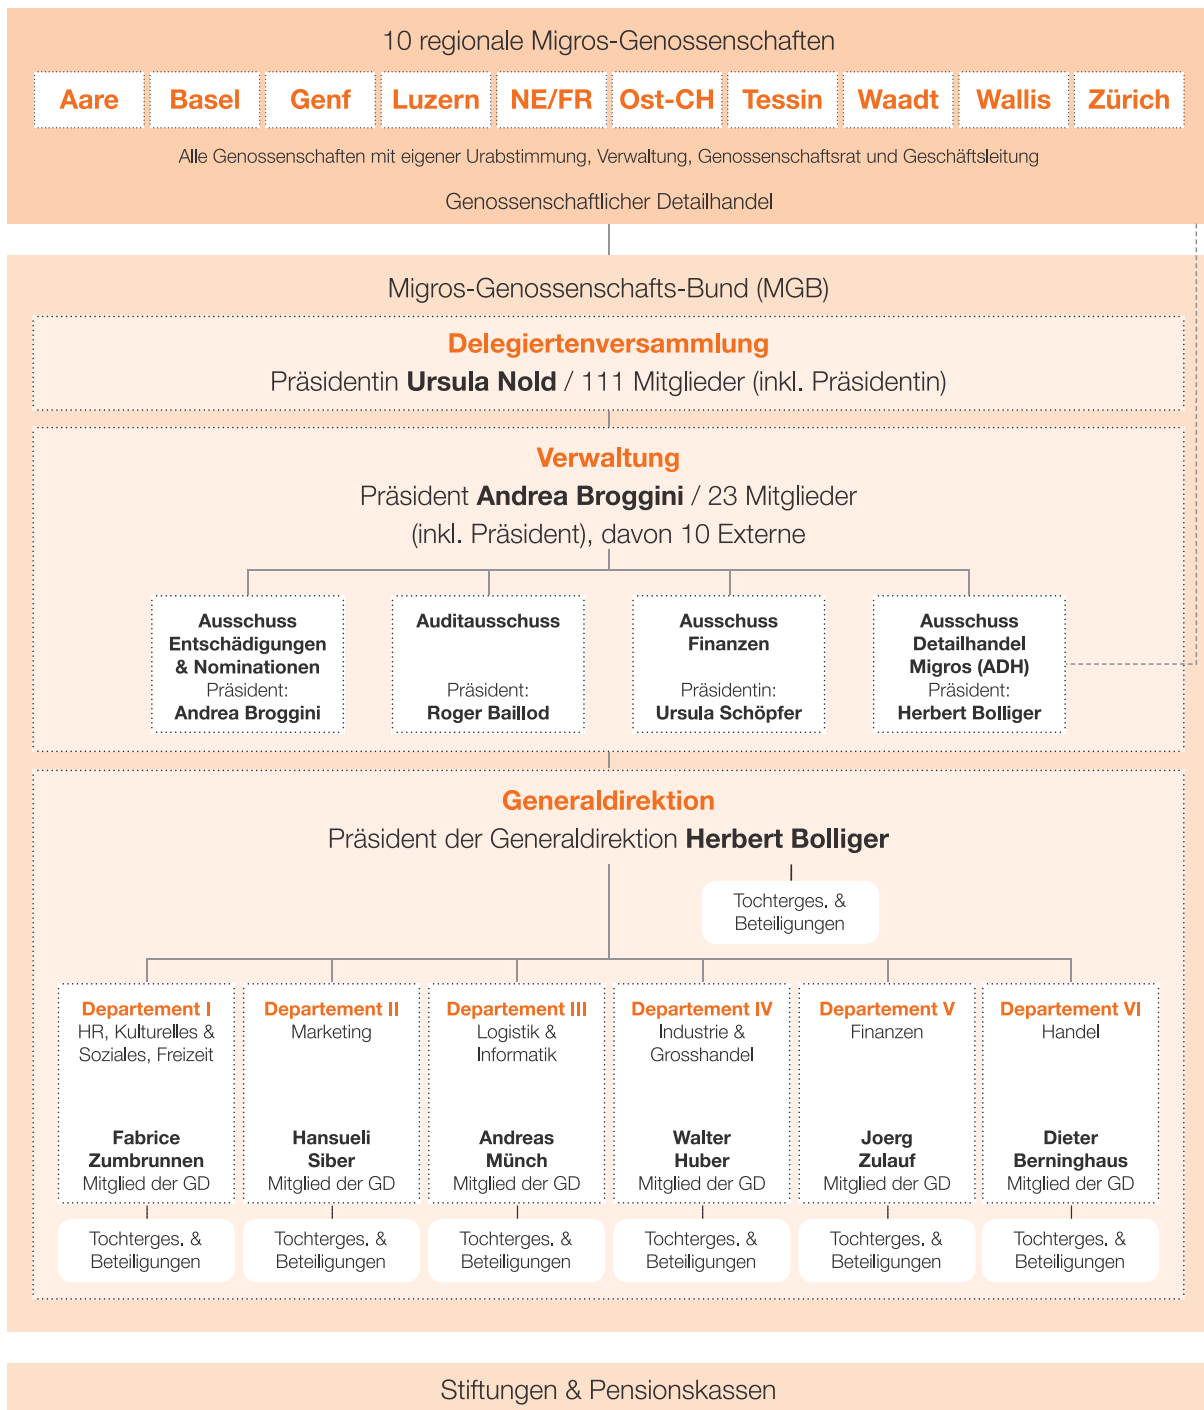 10 regionale Migros-Genossenschaften
Aare Basel Genf Luzern NE/FR Ost-CH Tessin Waadt Wallis Zürich
Alle Genossenschaften mit eigener Urabstimmung, Verwaltung, Genossenschaftsrat und Geschäftsleitung
Genossenschaftlicher Detailhandel
Migros-Genossenschafts-Bund (MGB)
Delegiertenversammlung
Präsidentin Ursula Nold / 111 Mitglieder (inkl. Präsidentin)
Verwaltung
Präsident Andrea Broggini / 23 Mitglieder
(inkl. Präsident), davon 10 Externe
Ausschuss
Entschädigungen
& Nominationen
Präsident:
Andrea Broggini
Auditausschuss
Präsident:
Roger Baillod
Ausschuss
Finanzen
Präsidentin:
Ursula Schöpfer
Ausschuss
Detailhandel
Migros (ADH)
Präsident:
Herbert Bolliger
Generaldirektion
Präsident der Generaldirektion Herbert Bolliger
Tochterges. &
Beteiligungen
Departement I
HR, Kulturelles &
Soziales, Freizeit
Fabrice
Zumbrunnen
Mitglied der GD
Tochterges. &
Beteiligungen
Departement II
Marketing
Hansueli
Siber
Mitglied der GD
Tochterges. &
Beteiligungen
Departement III
Logistik &
Informatik
Andreas
Münch
Mitglied der GD
Tochterges. &
Beteiligungen
Departement IV
Industrie &
Grosshandel
Walter
Huber
Mitglied der GD
Tochterges. &
Beteiligungen
Departement V
Finanzen
Joerg
Zulauf
Mitglied der GD
Tochterges. &
Beteiligungen
Departement VI
Handel
Dieter
Berninghaus
Mitglied der GD
Tochterges. &
Beteiligungen
Stiftungen & Pensionskassen